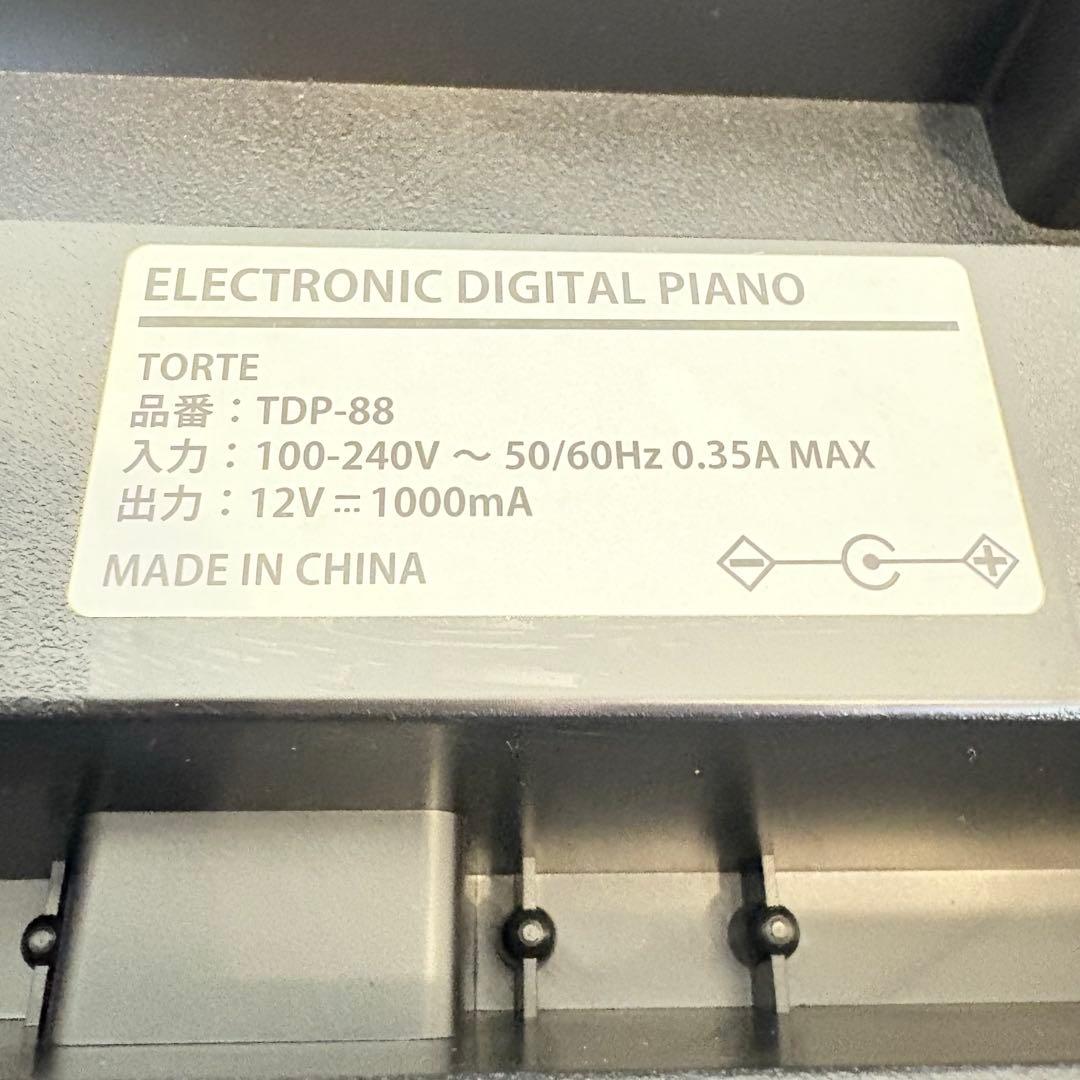 ELECTRONIC DIGITAL PIANO
TORTE
品番：TDP-88
入力：100-240V ～ 50/60Hz 0.35A MAX
出力：12V ⎓ 1000mA
MADE IN CHINA